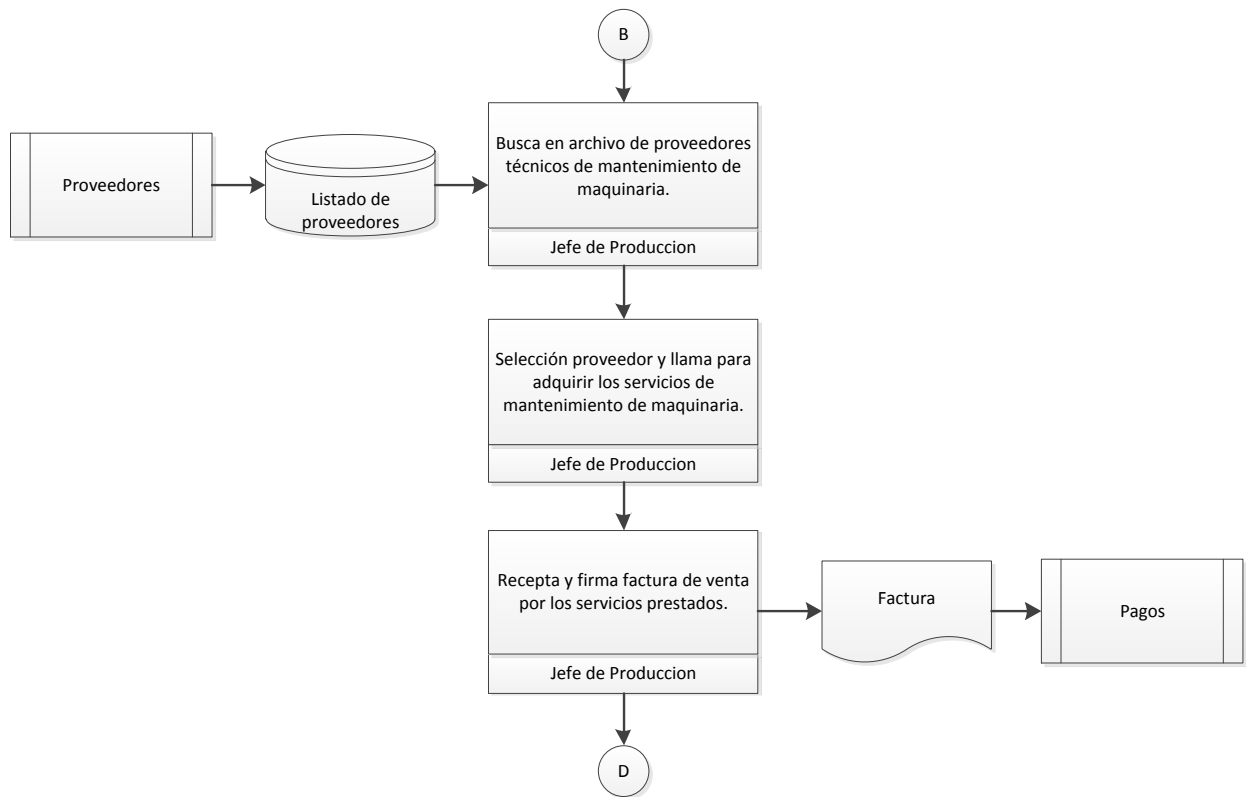 B
Busca en archivo de proveedores
técnicos de mantenimiento de
maquinaria.
Jefe de Produccion
Proveedores
Listado de
proveedores
Selección proveedor y llama para
adquirir los servicios de
mantenimiento de maquinaria.
Jefe de Produccion
Recepta y firma factura de venta
por los servicios prestados.
Jefe de Produccion
Factura
Pagos
D